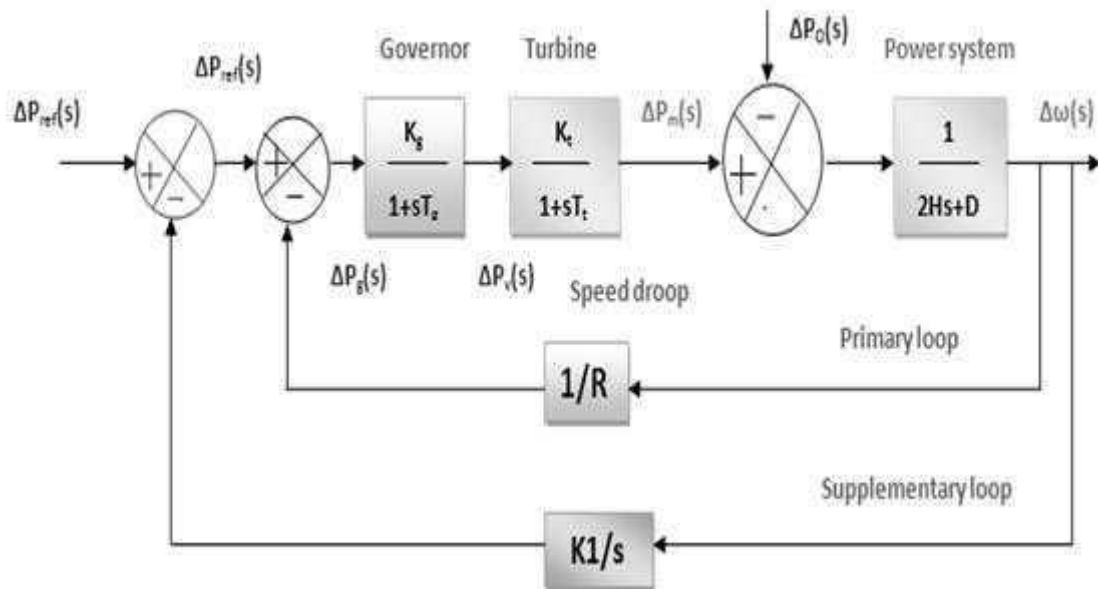 ΔP_D(s)
Governor Turbine Power system
ΔP_ref(s)
ΔP_ref(s)
ΔP_m(s)
Δω(s)
K_g
1+sT_g
K_t
1+sT_t
1
2Hs+D
+
-
+
-
-
+
ΔP_g(s)
ΔP_v(s)
Speed droop
Primary loop
1/R
Supplementary loop
K1/s